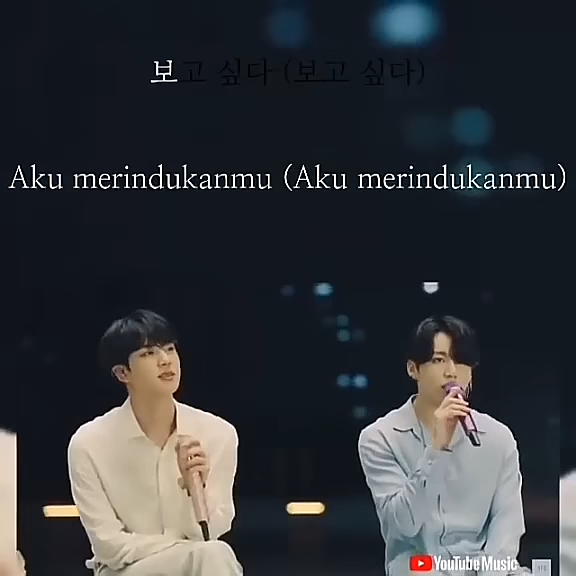 보고 싶다 (보고 싶다)
Aku merindukanmu (Aku merindukanmu)
YouTube Music